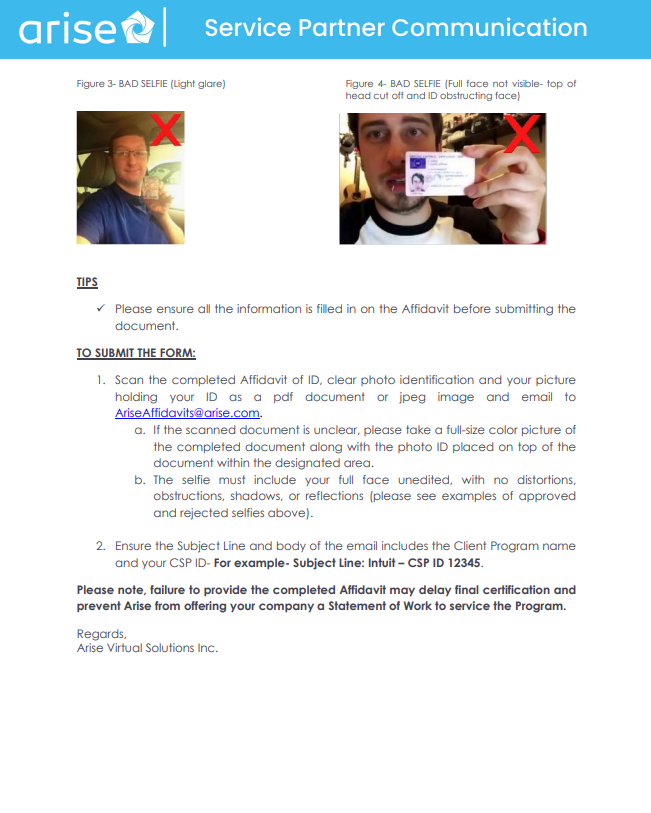 arise
Service Partner Communication
Figure 3- BAD SELFIE (Light glare)
Figure 4- BAD SELFIE (Full face not visible- top of
head cut off and ID obstructing face)
X
X
TIPS
✓ Please ensure all the information is filled in on the Affidavit before submitting the
document.
TO SUBMIT THE FORM:
1. Scan the completed Affidavit of ID, clear photo identification and your picture
holding your ID as a pdf document or jpeg image and email to
AriseAffidavits@arise.com.
a. If the scanned document is unclear, please take a full-size color picture of
the completed document along with the photo ID placed on top of the
document within the designated area.
b. The selfie must include your full face unedited, with no distortions,
obstructions, shadows, or reflections (please see examples of approved
and rejected selfies above).
2. Ensure the Subject Line and body of the email includes the Client Program name
and your CSP ID- For example- Subject Line: Intuit – CSP ID 12345.
Please note, failure to provide the completed Affidavit may delay final certification and
prevent Arise from offering your company a Statement of Work to service the Program.
Regards,
Arise Virtual Solutions Inc.